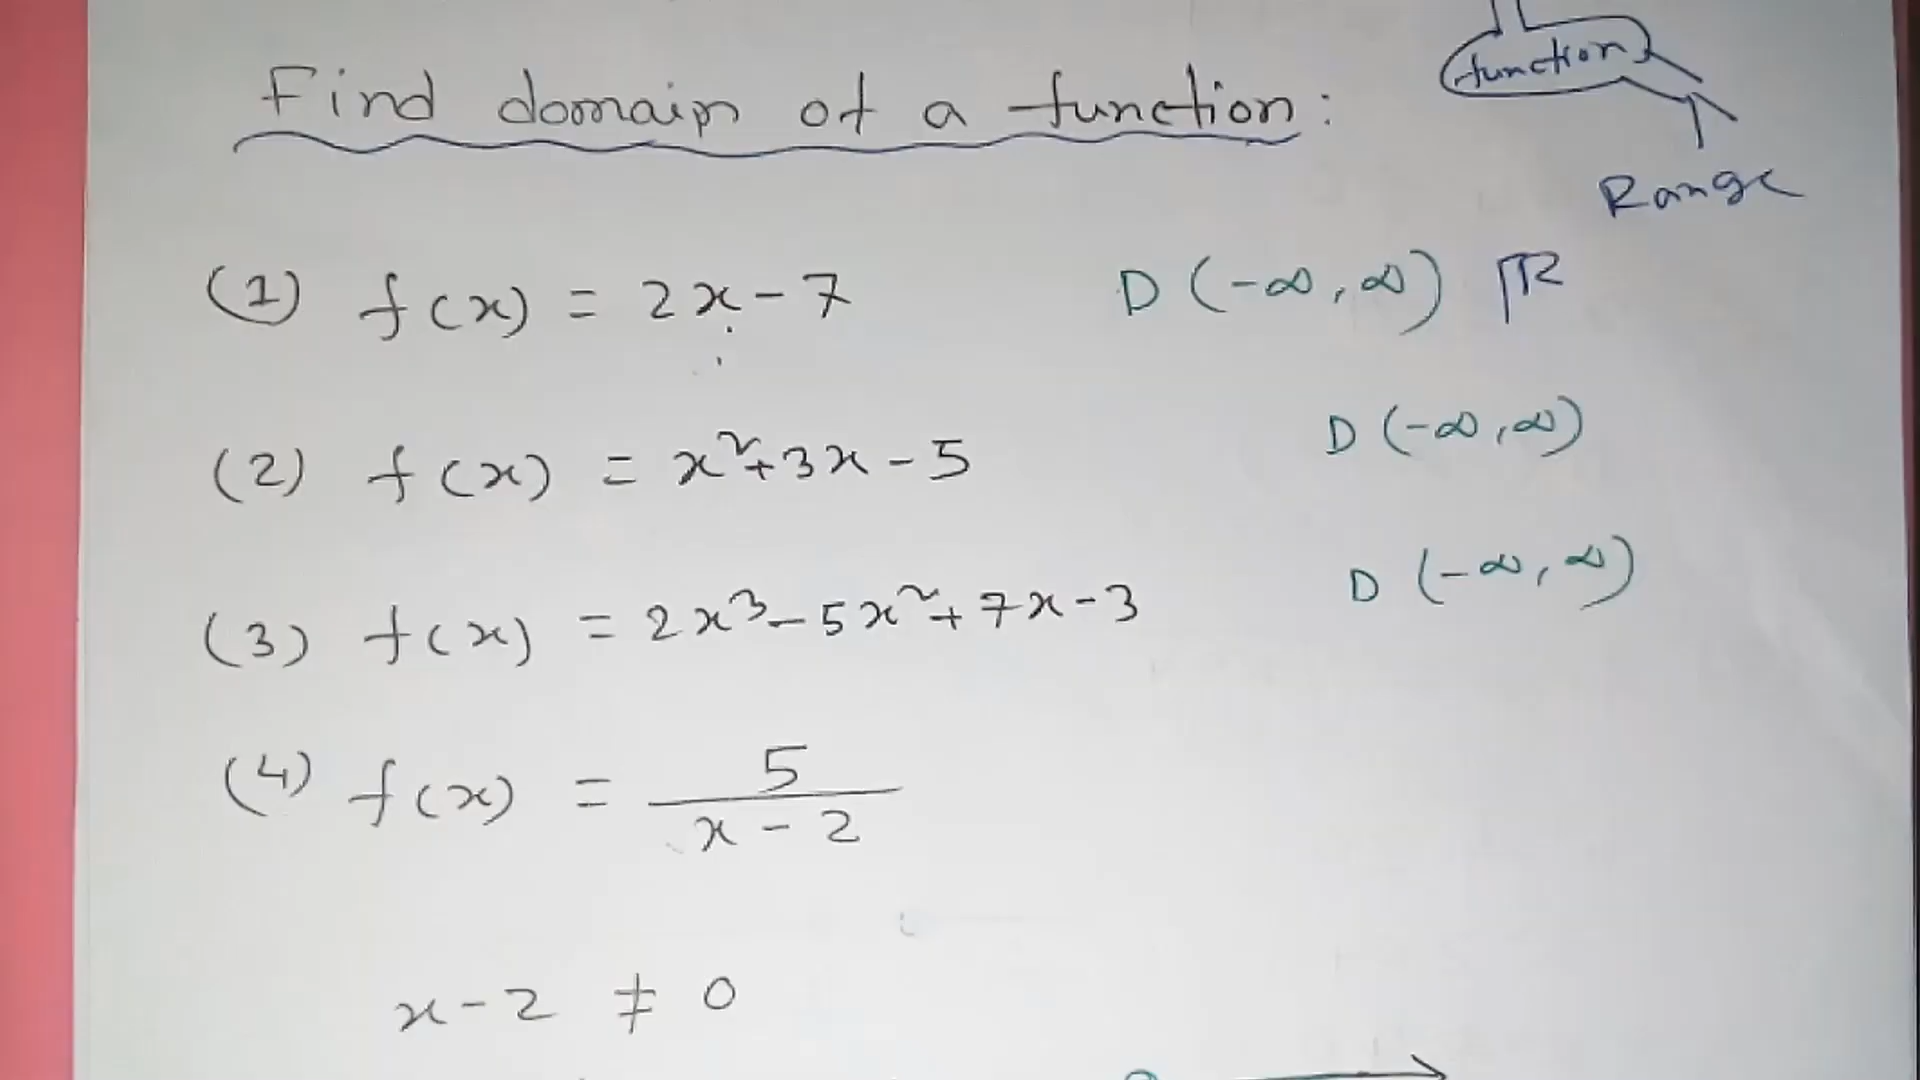 function
Find domain of a function:
Range
(1) f(x) = 2x - 7 D (-∞, ∞) ℝ
(2) f(x) = x² + 3x - 5 D (-∞, ∞)
(3) f(x) = 2x³ - 5x² + 7x - 3 D (-∞, ∞)
(4) f(x) = 5 / (x - 2)
x - 2 ≠ 0